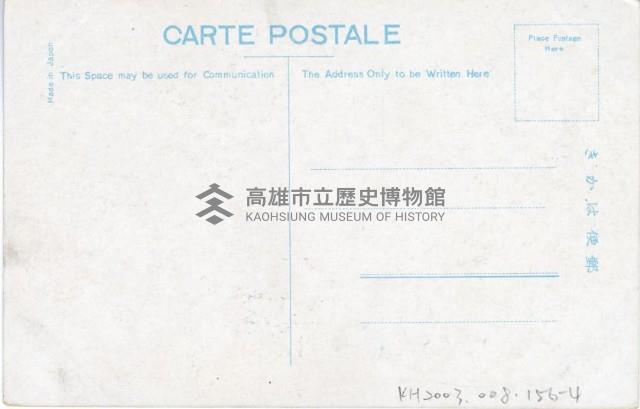 CARTE POSTALE
Made in Japan
This Space may be used for Communication
The Address Only to be Written Here
Place Postage
Here
きかは便郵
高雄市立歷史博物館
KAOHSIUNG MUSEUM OF HISTORY
KH2003.008.156-4